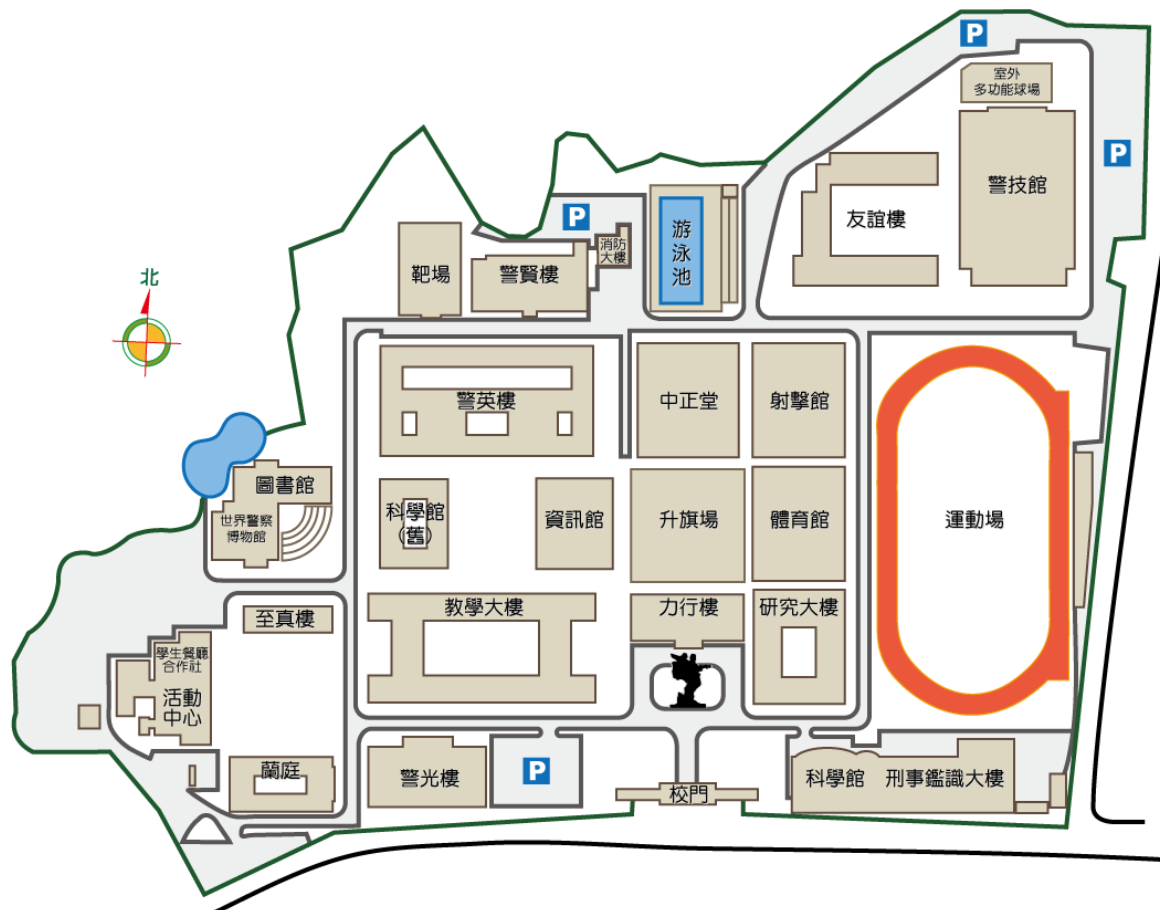 P
室外
多功能球場
P
警技館
友誼樓
P
游
泳
池
消防
大樓
靶場
警賢樓
北
中正堂
射擊館
警英樓
圖書館
世界警察
博物館
科學館
(舊)
資訊館
升旗場
體育館
運動場
至真樓
教學大樓
力行樓
研究大樓
學生餐廳
合作社
活動
中心
蘭庭
警光樓
P
校門
科學館
刑事鑑識大樓